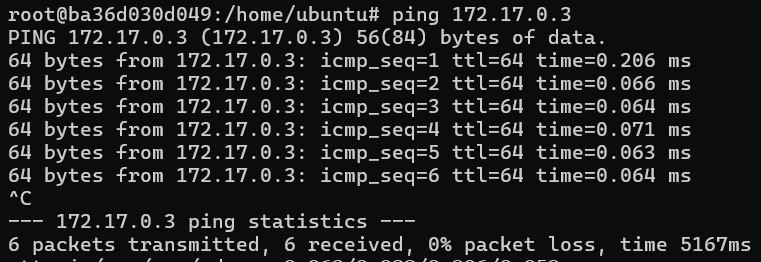 root@ba36d030d049:/home/ubuntu# ping 172.17.0.3
PING 172.17.0.3 (172.17.0.3) 56(84) bytes of data.
64 bytes from 172.17.0.3: icmp_seq=1 ttl=64 time=0.206 ms
64 bytes from 172.17.0.3: icmp_seq=2 ttl=64 time=0.066 ms
64 bytes from 172.17.0.3: icmp_seq=3 ttl=64 time=0.064 ms
64 bytes from 172.17.0.3: icmp_seq=4 ttl=64 time=0.071 ms
64 bytes from 172.17.0.3: icmp_seq=5 ttl=64 time=0.063 ms
64 bytes from 172.17.0.3: icmp_seq=6 ttl=64 time=0.064 ms
^C
--- 172.17.0.3 ping statistics ---
6 packets transmitted, 6 received, 0% packet loss, time 5167ms